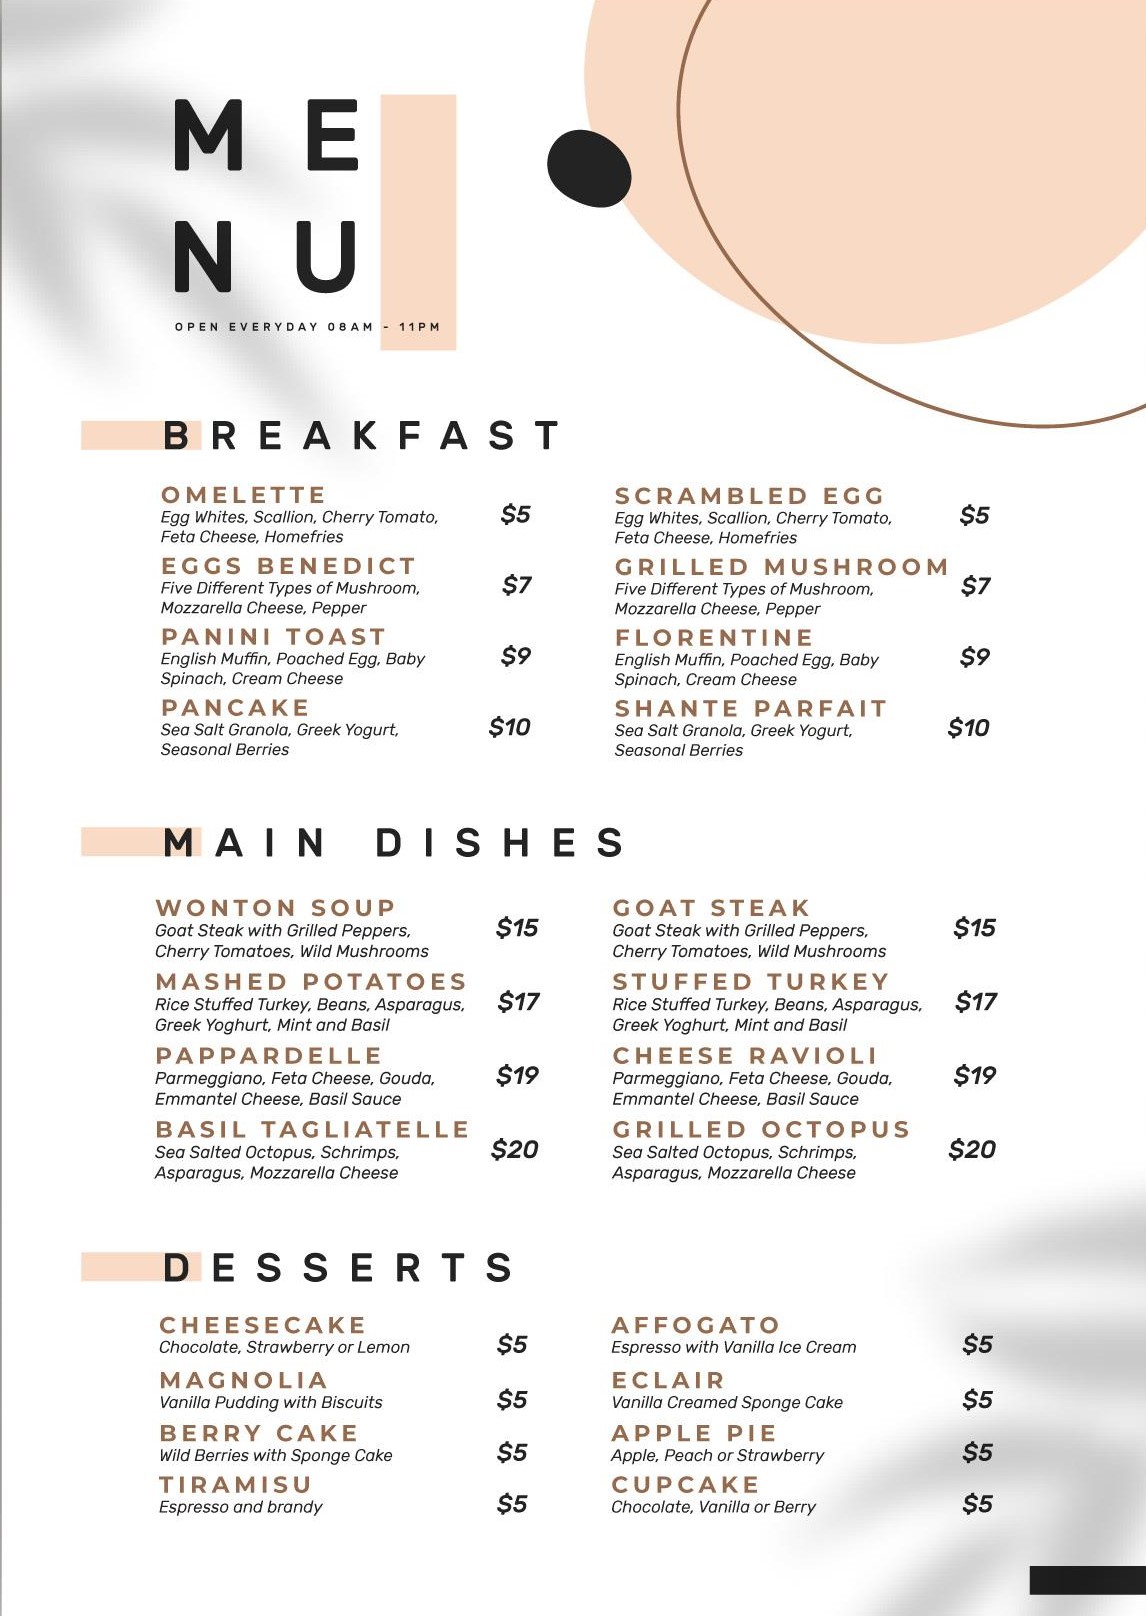 M E
N U
OPEN EVERYDAY 08AM - 11PM
BREAKFAST
OMELETTE
Egg Whites, Scallion, Cherry Tomato,
Feta Cheese, Homefries
$5
EGGS BENEDICT
Five Different Types of Mushroom,
Mozzarella Cheese, Pepper
$7
PANINI TOAST
English Muffin, Poached Egg, Baby
Spinach, Cream Cheese
$9
PANCAKE
Sea Salt Granola, Greek Yogurt,
Seasonal Berries
$10
SCRAMBLED EGG
Egg Whites, Scallion, Cherry Tomato,
Feta Cheese, Homefries
$5
GRILLED MUSHROOM
Five Different Types of Mushroom,
Mozzarella Cheese, Pepper
$7
FLORENTINE
English Muffin, Poached Egg, Baby
Spinach, Cream Cheese
$9
SHANTE PARFAIT
Sea Salt Granola, Greek Yogurt,
Seasonal Berries
$10
MAIN DISHES
WONTON SOUP
Goat Steak with Grilled Peppers,
Cherry Tomatoes, Wild Mushrooms
$15
MASHED POTATOES
Rice Stuffed Turkey, Beans, Asparagus,
Greek Yoghurt, Mint and Basil
$17
PAPPARDELLE
Parmeggiano, Feta Cheese, Gouda,
Emmantel Cheese, Basil Sauce
$19
BASIL TAGLIATELLE
Sea Salted Octopus, Schrimps,
Asparagus, Mozzarella Cheese
$20
GOAT STEAK
Goat Steak with Grilled Peppers,
Cherry Tomatoes, Wild Mushrooms
$15
STUFFED TURKEY
Rice Stuffed Turkey, Beans, Asparagus,
Greek Yoghurt, Mint and Basil
$17
CHEESE RAVIOLI
Parmeggiano, Feta Cheese, Gouda,
Emmantel Cheese, Basil Sauce
$19
GRILLED OCTOPUS
Sea Salted Octopus, Schrimps,
Asparagus, Mozzarella Cheese
$20
DESSERTS
CHEESECAKE
Chocolate, Strawberry or Lemon
$5
MAGNOLIA
Vanilla Pudding with Biscuits
$5
BERRY CAKE
Wild Berries with Sponge Cake
$5
TIRAMISU
Espresso and brandy
$5
AFFOGATO
Espresso with Vanilla Ice Cream
$5
ECLAIR
Vanilla Creamed Sponge Cake
$5
APPLE PIE
Apple, Peach or Strawberry
$5
CUPCAKE
Chocolate, Vanilla or Berry
$5